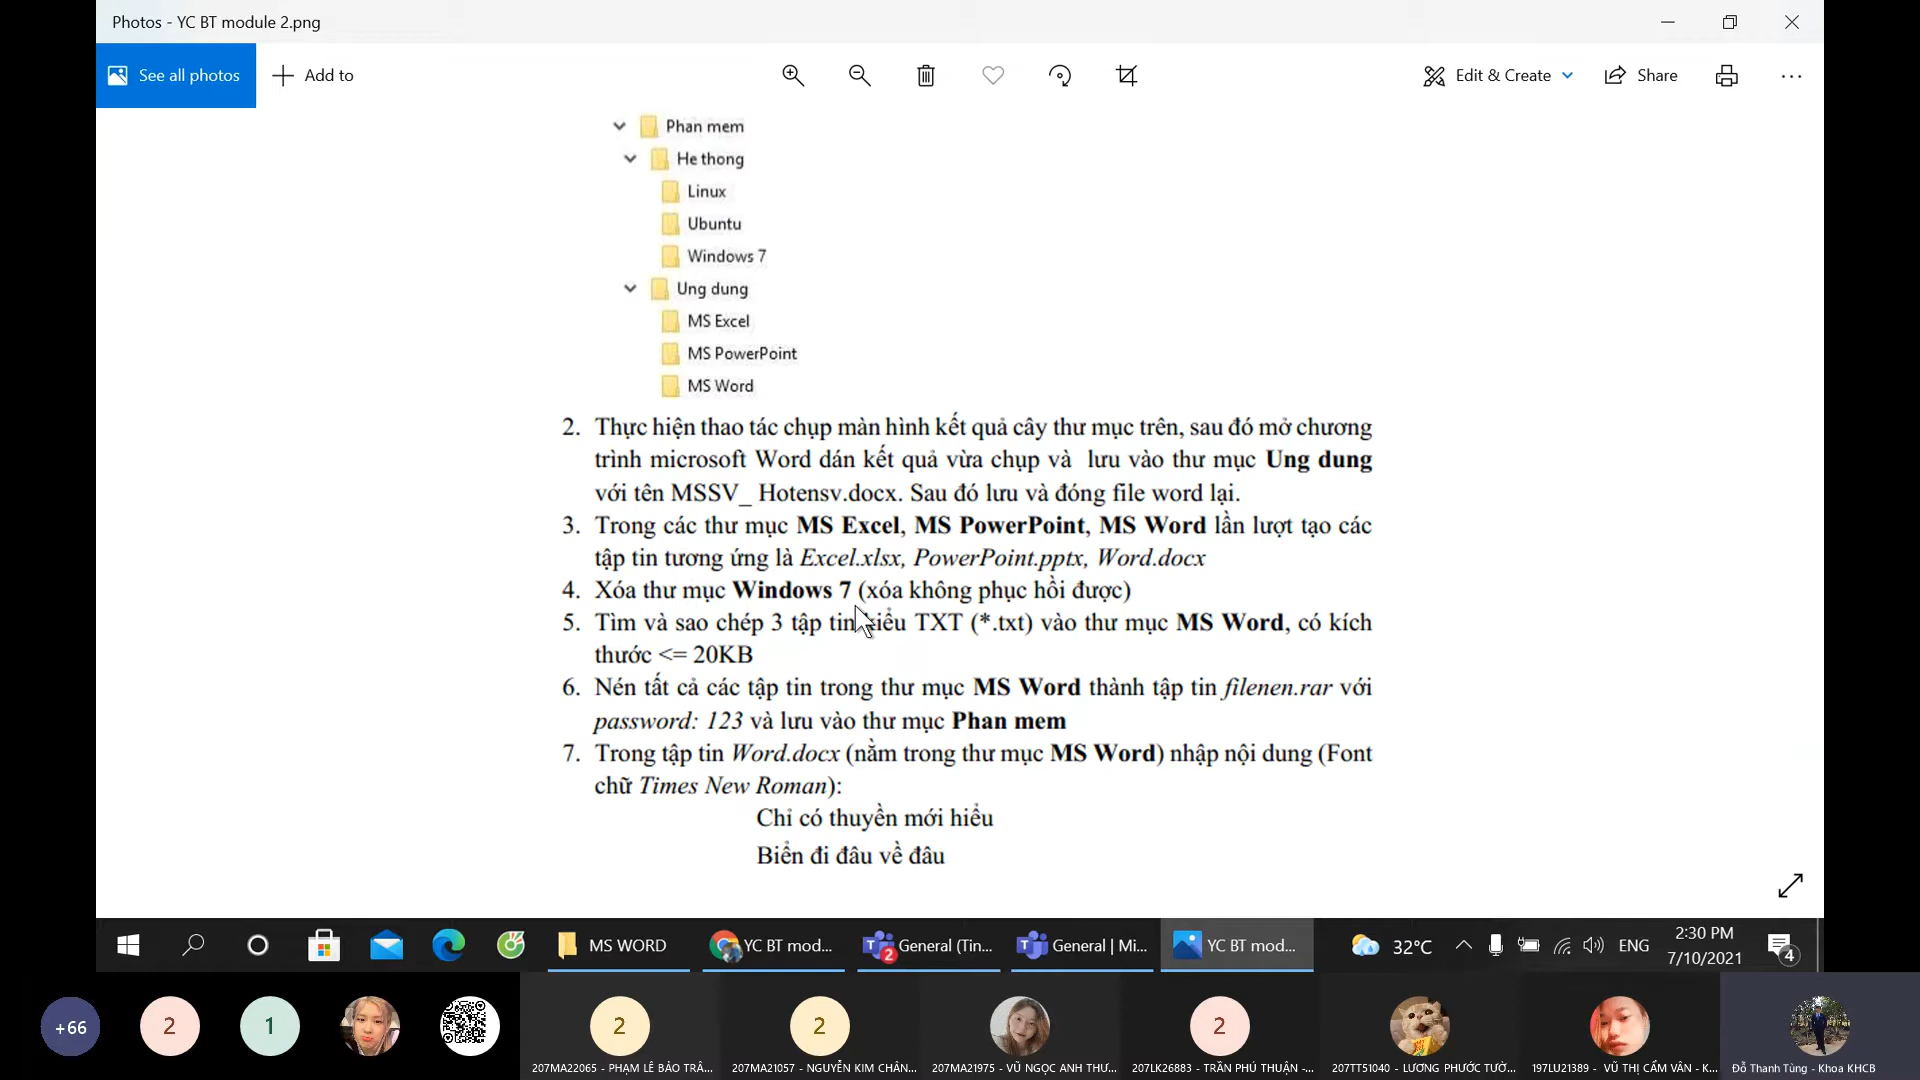 Photos - YC BT module 2.png
See all photos
Add to
Edit & Create
Share
Phan mem
He thong
Linux
Ubuntu
Windows 7
Ung dung
MS Excel
MS PowerPoint
MS Word
2. Thực hiện thao tác chụp màn hình kết quả cây thư mục trên, sau đó mở chương
trình microsoft Word dán kết quả vừa chụp và lưu vào thư mục Ung dung
với tên MSSV_ Hotensv.docx. Sau đó lưu và đóng file word lại.
3. Trong các thư mục MS Excel, MS PowerPoint, MS Word lần lượt tạo các
tập tin tương ứng là Excel.xlsx, PowerPoint.pptx, Word.docx
4. Xóa thư mục Windows 7 (xóa không phục hồi được)
5. Tìm và sao chép 3 tập tin kiểu TXT (*.txt) vào thư mục MS Word, có kích
thước <= 20KB
6. Nén tất cả các tập tin trong thư mục MS Word thành tập tin filenen.rar với
password: 123 và lưu vào thư mục Phan mem
7. Trong tập tin Word.docx (nằm trong thư mục MS Word) nhập nội dung (Font
chữ Times New Roman):
Chỉ có thuyền mới hiểu
Biển đi đâu về đâu
MS WORD
YC BT mod...
2
General (Tin...
General | Mi...
YC BT mod...
32°C
ENG
2:30 PM
7/10/2021
4
+66
2
1
2
2
2
207MA22065 - PHẠM LÊ BẢO TRÂ...
207MA21057 - NGUYỄN KIM CHÂN...
207MA21975 - VŨ NGỌC ANH THƯ...
207LK26883 - TRẦN PHÚ THUẬN -...
207TT51040 - LƯƠNG PHƯỚC TƯỜ...
197LU21389 - VŨ THỊ CẨM VÂN - K...
Đỗ Thanh Tùng - Khoa KHCB